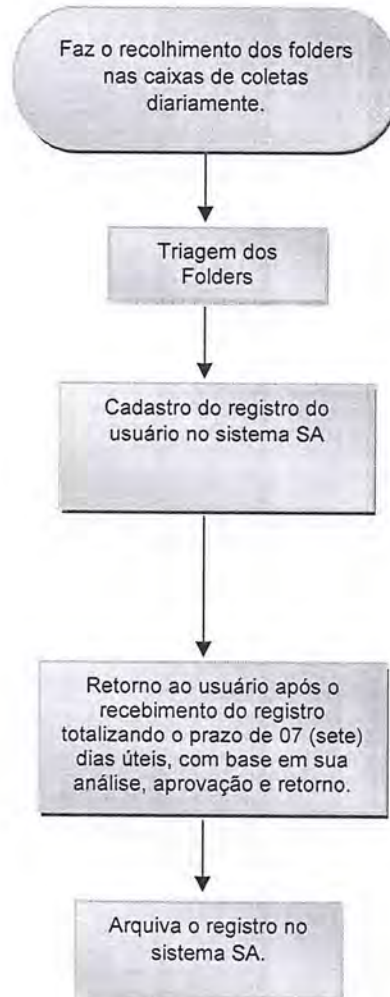 Faz o recolhimento dos folders
nas caixas de coletas
diariamente.
Triagem dos
Folders
Cadastro do registro do
usuário no sistema SA
Retorno ao usuário após o
recebimento do registro
totalizando o prazo de 07 (sete)
dias úteis, com base em sua
análise, aprovação e retorno.
Arquiva o registro no
sistema SA.